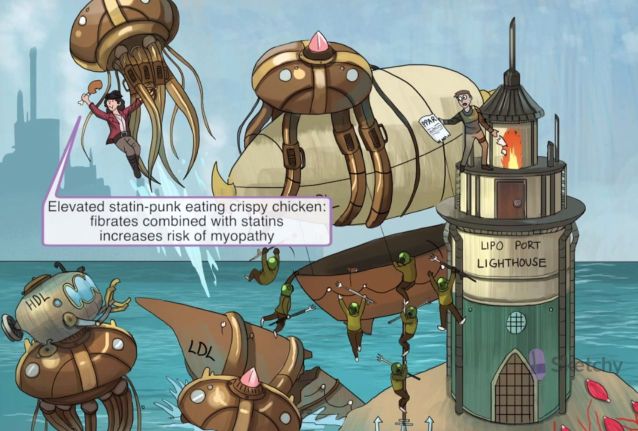 PPAR
Elevated statin-punk eating crispy chicken:
fibrates combined with statins
increases risk of myopathy
LIPO PORT
LIGHTHOUSE
HDL
LDL
Sketchy